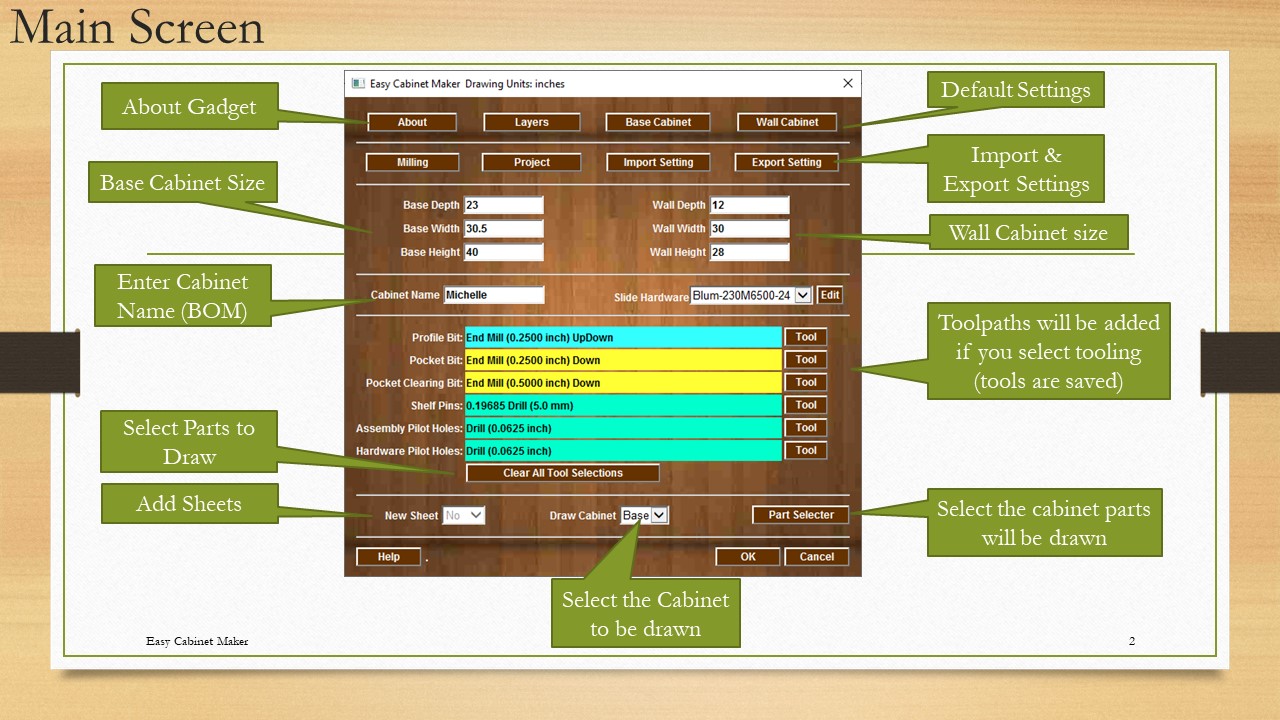 Main Screen
Easy Cabinet Maker Drawing Units: inches
About Gadget
Default Settings
About
Layers
Base Cabinet
Wall Cabinet
Milling
Project
Import Setting
Export Setting
Import &
Export Settings
Base Cabinet Size
Base Depth 23
Wall Depth 12
Base Width 30.5
Wall Width 30
Base Height 40
Wall Height 28
Wall Cabinet size
Enter Cabinet
Name (BOM)
Cabinet Name Michelle
Slide Hardware Blum-230M6500-24 Edit
Toolpaths will be added
if you select tooling
(tools are saved)
Profile Bit: End Mill (0.2500 inch) UpDown Tool
Pocket Bit: End Mill (0.2500 inch) Down Tool
Pocket Clearing Bit: End Mill (0.5000 inch) Down Tool
Shelf Pins: 0.19685 Drill (5.0 mm) Tool
Assembly Pilot Holes: Drill (0.0625 inch) Tool
Hardware Pilot Holes: Drill (0.0625 inch) Tool
Clear All Tool Selections
Select Parts to
Draw
Add Sheets
New Sheet No
Draw Cabinet Base
Part Selecter
Select the cabinet parts
will be drawn
Help .
OK
Cancel
Select the Cabinet
to be drawn
Easy Cabinet Maker
2